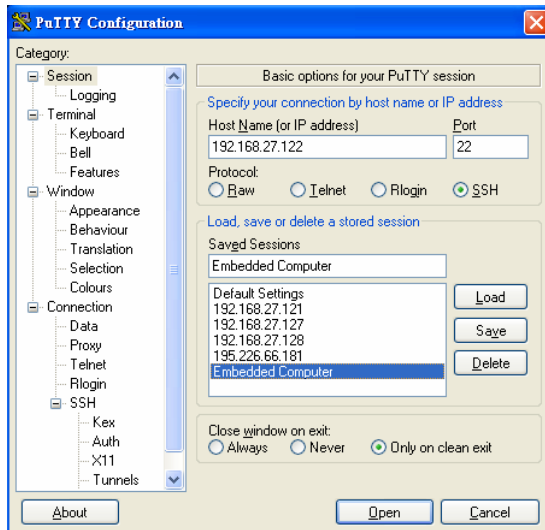 PuTTY Configuration
Category:
Session
Logging
Terminal
Keyboard
Bell
Features
Window
Appearance
Behaviour
Translation
Selection
Colours
Connection
Data
Proxy
Telnet
Rlogin
SSH
Kex
Auth
X11
Tunnels
Basic options for your PuTTY session
Specify your connection by host name or IP address
Host Name (or IP address) Port
192.168.27.122 22
Protocol:
Raw Telnet Rlogin SSH
Load, save or delete a stored session
Saved Sessions
Embedded Computer
Default Settings
192.168.27.121
192.168.27.127
192.168.27.128
195.226.66.181
Embedded Computer
Load
Save
Delete
Close window on exit:
Always Never Only on clean exit
About Open Cancel